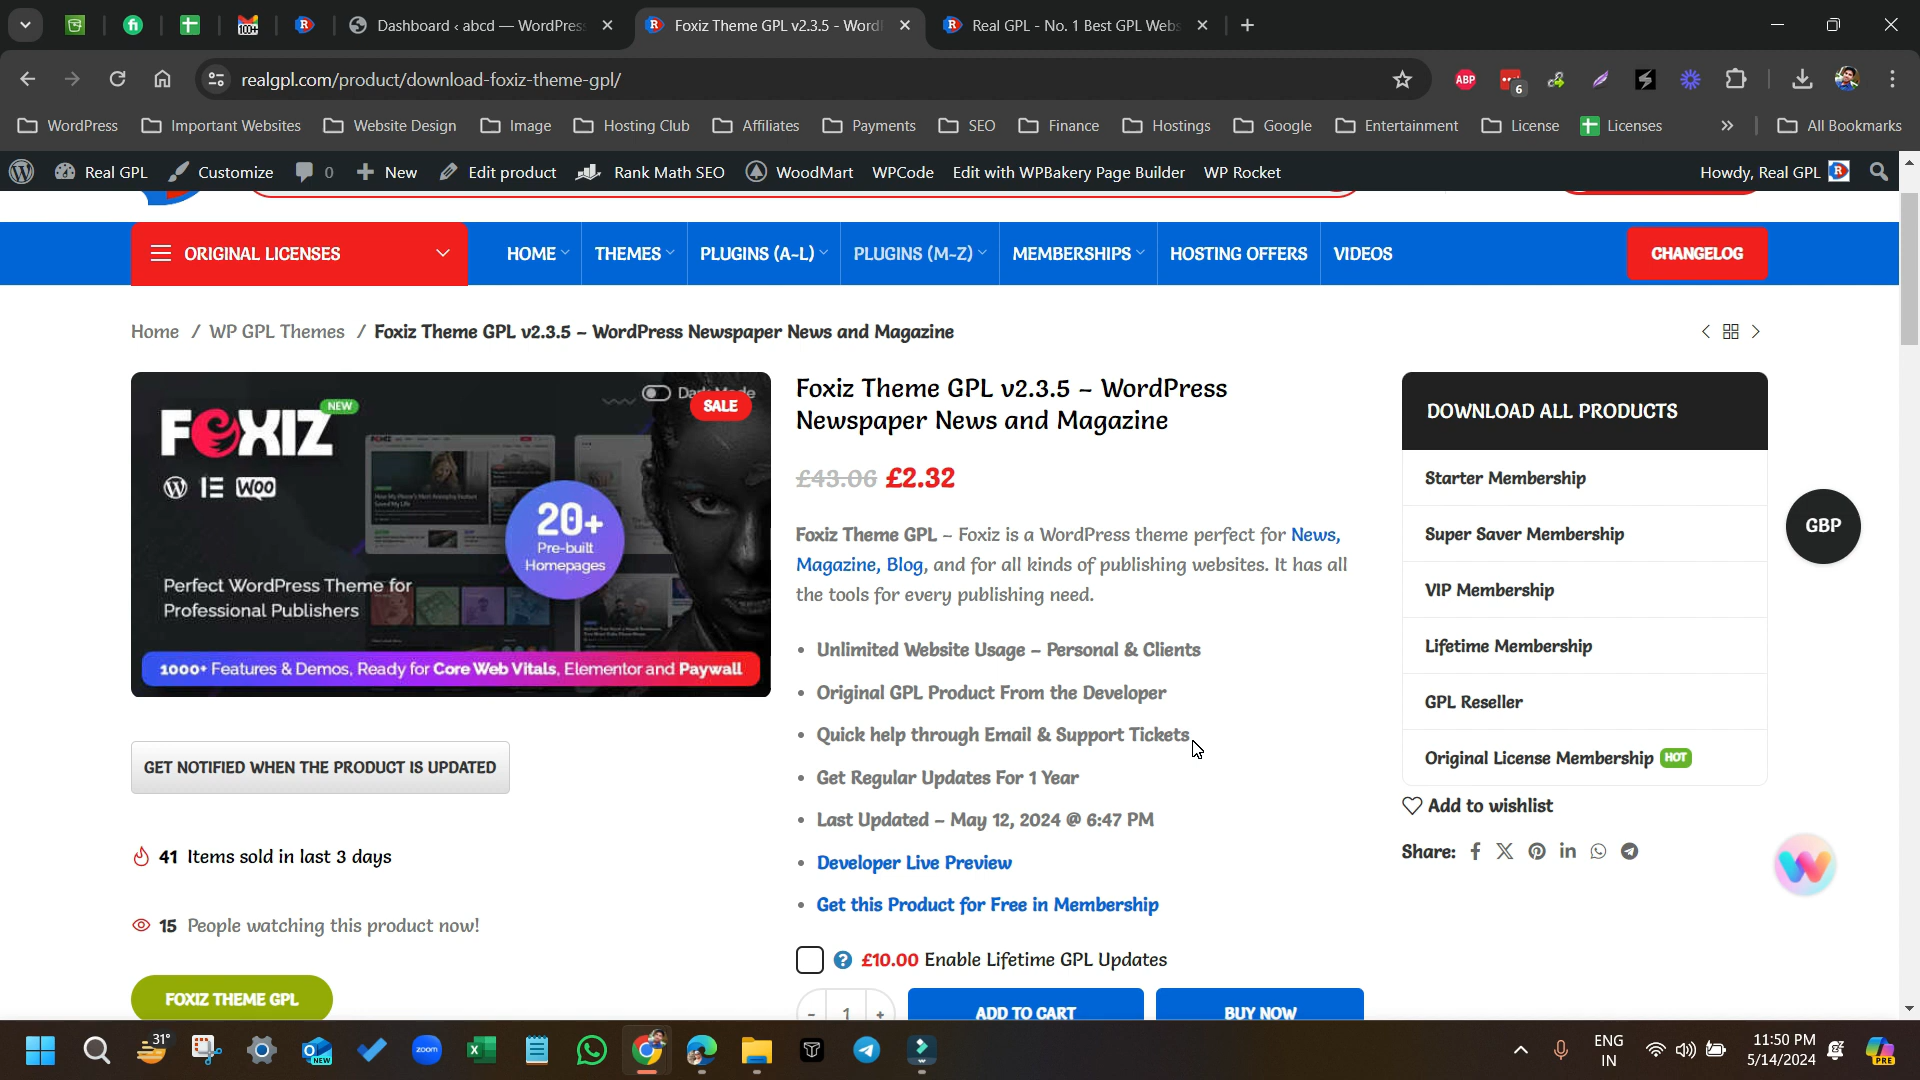 Dashboard ‹ abcd — WordPress
Foxiz Theme GPL v2.3.5 - Word
Real GPL - No. 1 Best GPL Webs
realgpl.com/product/download-foxiz-theme-gpl/
ABP
6
100+
WordPress
Important Websites
Website Design
Image
Hosting Club
Affiliates
Payments
SEO
Finance
Hostings
Google
Entertainment
License
Licenses
All Bookmarks
Real GPL
Customize
0
New
Edit product
Rank Math SEO
WoodMart
WPCode
Edit with WPBakery Page Builder
WP Rocket
Howdy, Real GPL
ORIGINAL LICENSES
HOME
THEMES
PLUGINS (A-L)
PLUGINS (M-Z)
MEMBERSHIPS
HOSTING OFFERS
VIDEOS
CHANGELOG
Home / WP GPL Themes / Foxiz Theme GPL v2.3.5 – WordPress Newspaper News and Magazine
SALE
FOXIZ
NEW
WOO
20+
Pre-built
Homepages
Perfect WordPress Theme for
Professional Publishers
1000+ Features & Demos, Ready for Core Web Vitals, Elementor and Paywall
GET NOTIFIED WHEN THE PRODUCT IS UPDATED
41 Items sold in last 3 days
15 People watching this product now!
FOXIZ THEME GPL
Foxiz Theme GPL v2.3.5 – WordPress
Newspaper News and Magazine
£43.06 £2.32
Foxiz Theme GPL – Foxiz is a WordPress theme perfect for News,
Magazine, Blog, and for all kinds of publishing websites. It has all
the tools for every publishing need.
• Unlimited Website Usage – Personal & Clients
• Original GPL Product From the Developer
• Quick help through Email & Support Tickets
• Get Regular Updates For 1 Year
• Last Updated – May 12, 2024 @ 6:47 PM
• Developer Live Preview
• Get this Product for Free in Membership
£10.00 Enable Lifetime GPL Updates
- 1 +
ADD TO CART
BUY NOW
DOWNLOAD ALL PRODUCTS
Starter Membership
Super Saver Membership
VIP Membership
Lifetime Membership
GPL Reseller
Original License Membership HOT
Add to wishlist
Share:
GBP
31°
NEW
zoom
ENG
IN
11:50 PM
5/14/2024
PRE